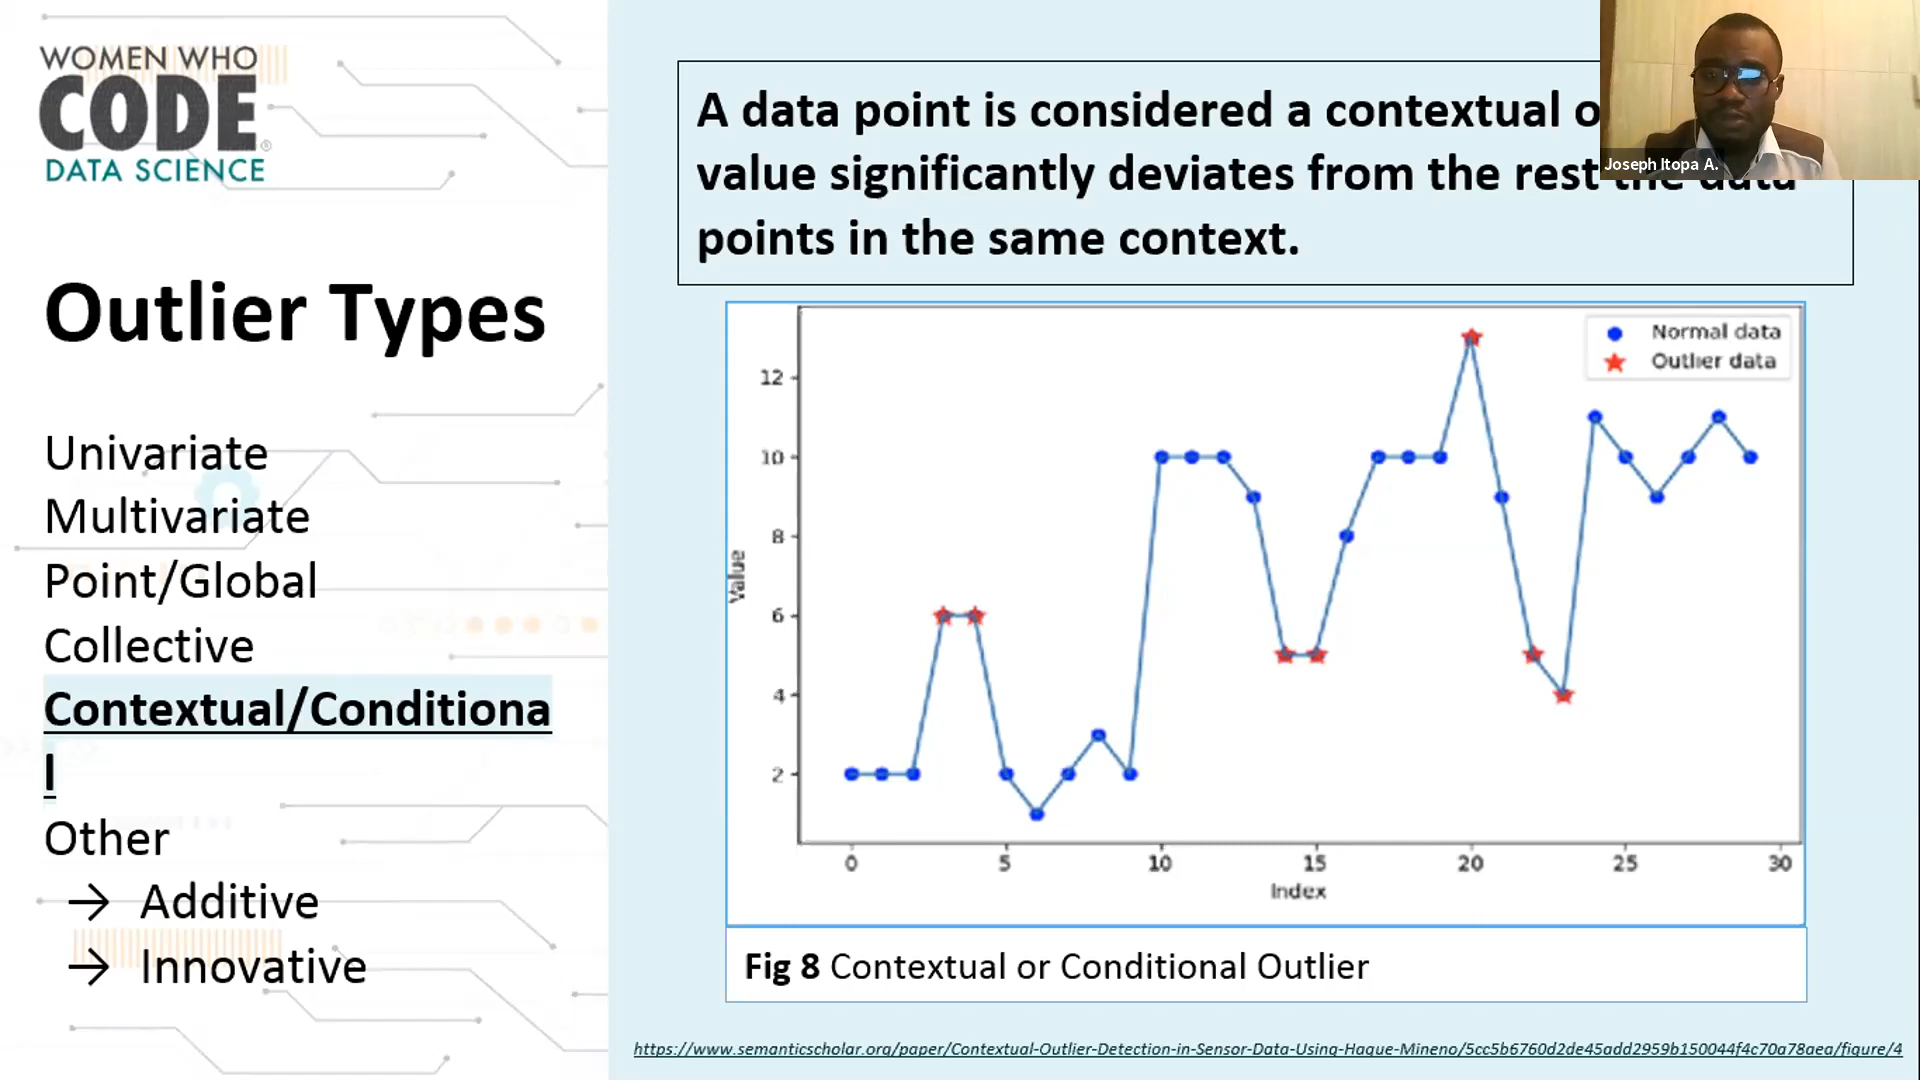 WOMEN WHO
CODE®
DATA SCIENCE
Outlier Types
Univariate
Multivariate
Point/Global
Collective
Contextual/Conditiona
l
Other
→ Additive
→ Innovative
A data point is considered a contextual
value significantly deviates from the rest the data
points in the same context.
Joseph Itopa A.
Normal data
Outlier data
12
10
8
6
4
2
Value
0 5 10 15 20 25 30
Index
Fig 8 Contextual or Conditional Outlier
https://www.semanticscholar.org/paper/Contextual-Outlier-Detection-in-Sensor-Data-Using-Haque-Mineno/5cc5b6760d2de45add2959b150044f4c70a78aea/figure/4